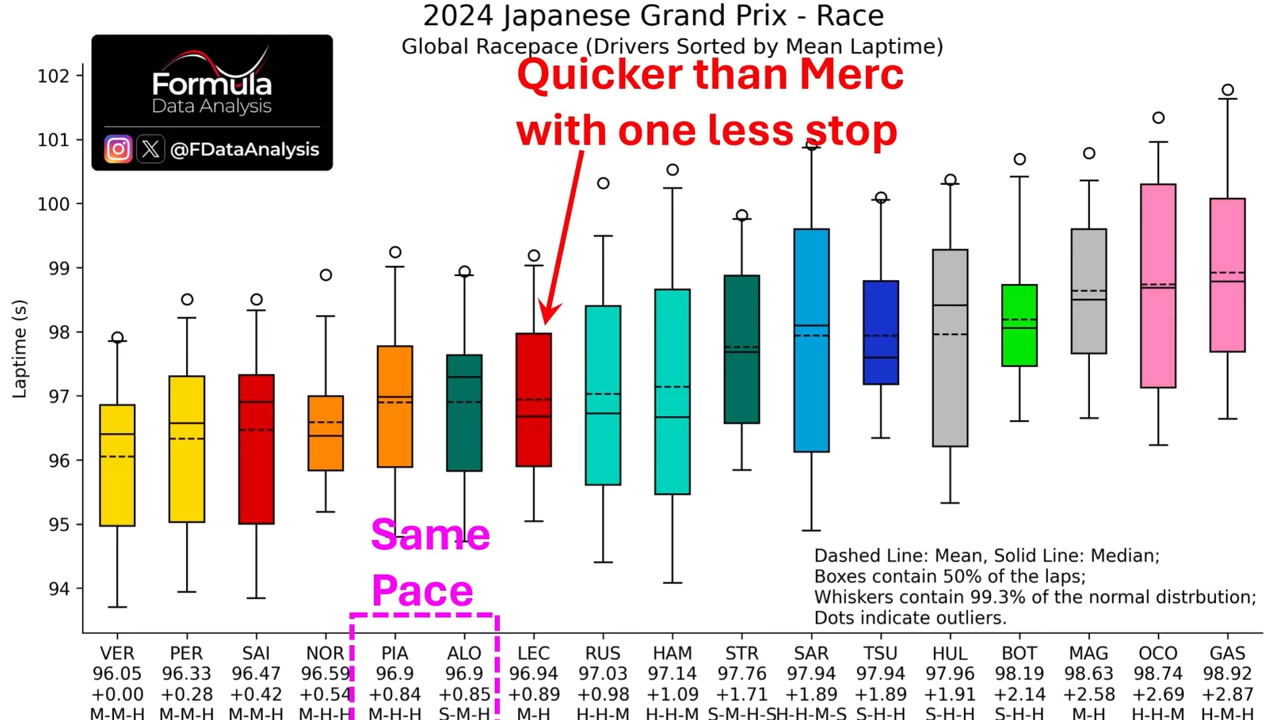 2024 Japanese Grand Prix - Race
Global Racepace (Drivers Sorted by Mean Laptime)
Formula
Data Analysis
@FDataAnalysis
Quicker than Merc
with one less stop
Laptime (s)
102
101
100
99
98
97
96
95
94
Same
Pace
Dashed Line: Mean, Solid Line: Median;
Boxes contain 50% of the laps;
Whiskers contain 99.3% of the normal distrbution;
Dots indicate outliers.
VER PER SAI NOR PIA ALO LEC RUS HAM STR SAR TSU HUL BOT MAG OCO GAS
96.05 96.33 96.47 96.59 96.9 96.9 96.94 97.03 97.14 97.76 97.94 97.94 97.96 98.19 98.63 98.74 98.92
+0.00 +0.28 +0.42 +0.54 +0.84 +0.85 +0.89 +0.98 +1.09 +1.71 +1.89 +1.89 +1.91 +2.14 +2.58 +2.69 +2.87
M-M-H M-M-H M-M-H M-H-H M-H-H S-M-H M-H H-H-M H-H-M S-M-H-S H-H-M-S S-H-H S-H-H S-H-H M-H H-H-M H-M-H